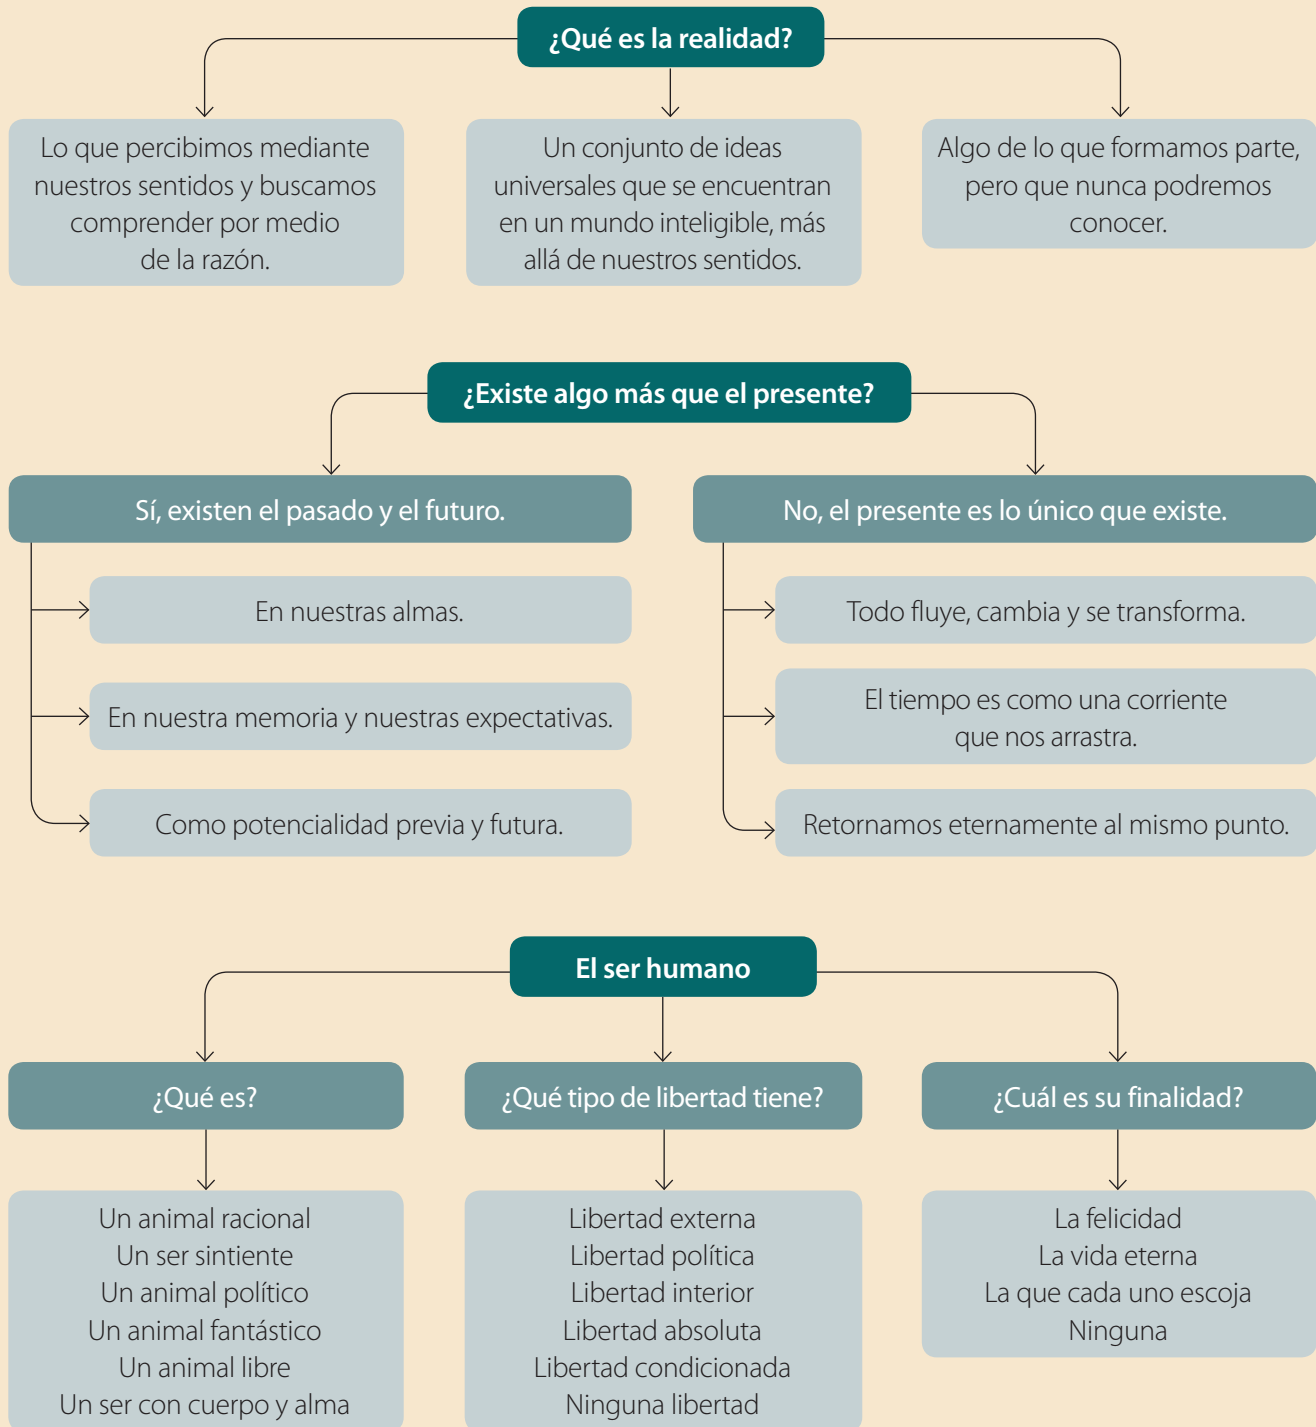 ¿Qué es la realidad?
Lo que percibimos mediante
nuestros sentidos y buscamos
comprender por medio
de la razón.
Un conjunto de ideas
universales que se encuentran
en un mundo inteligible, más
allá de nuestros sentidos.
Algo de lo que formamos parte,
pero que nunca podremos
conocer.
¿Existe algo más que el presente?
Sí, existen el pasado y el futuro.
En nuestras almas.
En nuestra memoria y nuestras expectativas.
Como potencialidad previa y futura.
No, el presente es lo único que existe.
Todo fluye, cambia y se transforma.
El tiempo es como una corriente
que nos arrastra.
Retornamos eternamente al mismo punto.
El ser humano
¿Qué es?
Un animal racional
Un ser sintiente
Un animal político
Un animal fantástico
Un animal libre
Un ser con cuerpo y alma
¿Qué tipo de libertad tiene?
Libertad externa
Libertad política
Libertad interior
Libertad absoluta
Libertad condicionada
Ninguna libertad
¿Cuál es su finalidad?
La felicidad
La vida eterna
La que cada uno escoja
Ninguna